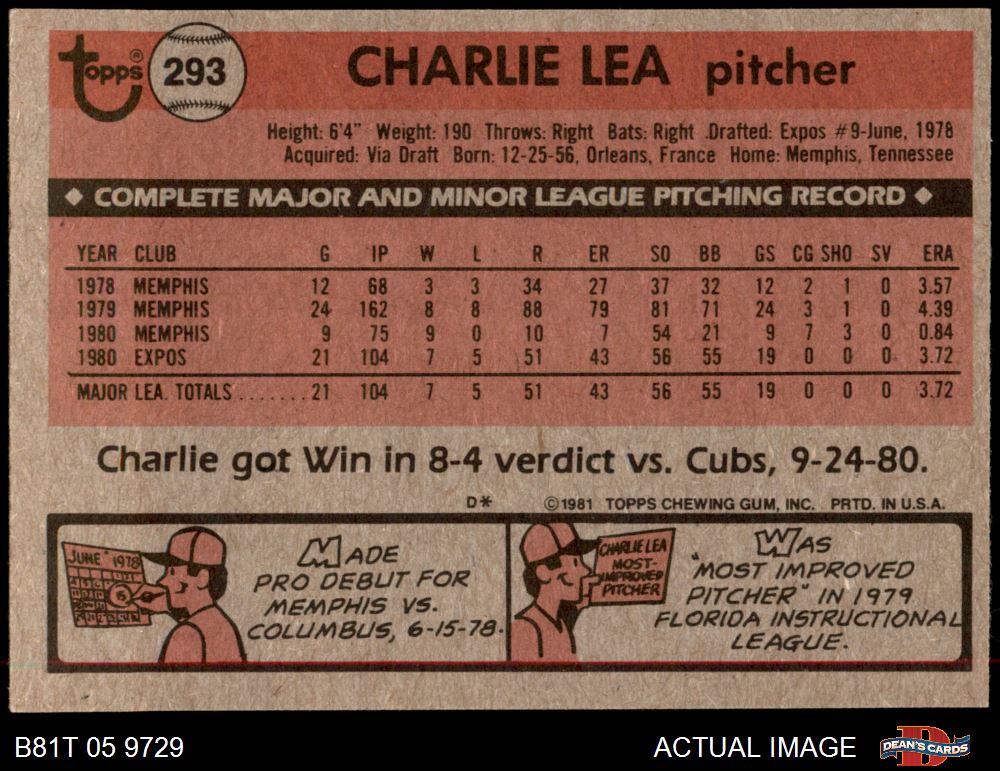 Topps® 293 CHARLIE LEA pitcher
Height: 6'4" Weight: 190 Throws: Right Bats: Right Drafted: Expos #9-June, 1978
Acquired: Via Draft Born: 12-25-56, Orleans, France Home: Memphis, Tennessee
◆ COMPLETE MAJOR AND MINOR LEAGUE PITCHING RECORD ◆
YEAR CLUB G IP W L R ER SO BB GS CG SHO SV ERA
1978 MEMPHIS 12 68 3 3 34 27 37 32 12 2 1 0 3.57
1979 MEMPHIS 24 162 8 8 88 79 81 71 24 3 1 0 4.39
1980 MEMPHIS 9 75 9 0 10 7 54 21 9 7 3 0 0.84
1980 EXPOS 21 104 7 5 51 43 56 55 19 0 0 0 3.72
MAJOR LEA. TOTALS ....... 21 104 7 5 51 43 56 55 19 0 0 0 3.72
Charlie got Win in 8-4 verdict vs. Cubs, 9-24-80.
D* ©1981 TOPPS CHEWING GUM, INC. PRTD. IN U.S.A.
JUNE 1978
MADE
PRO DEBUT FOR
MEMPHIS VS.
COLUMBUS, 6-15-78.
CHARLIE LEA
MOST-
IMPROVED
PITCHER
WAS
"MOST IMPROVED
PITCHER" IN 1979
FLORIDA INSTRUCTIONAL
LEAGUE.
B81T 05 9729
ACTUAL IMAGE
DEAN'S CARDS